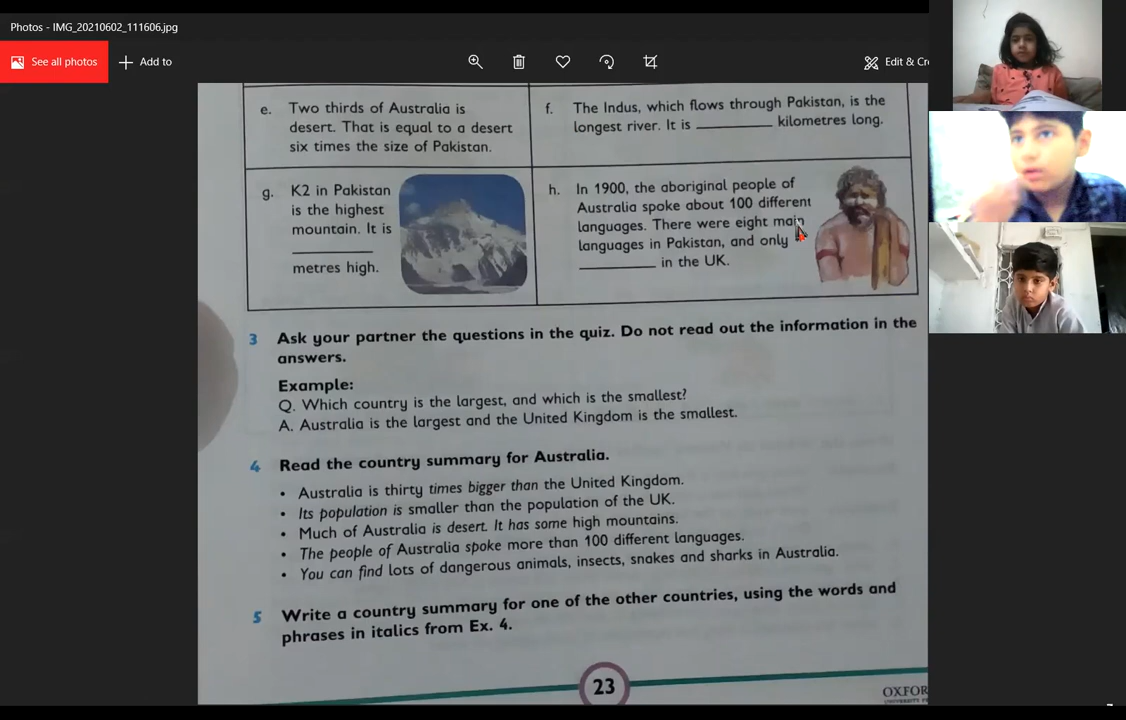 Photos - IMG_20210602_111606.jpg
See all photos
Add to
Edit &
e. Two thirds of Australia is
desert. That is equal to a desert
six times the size of Pakistan.
f. The Indus, which flows through Pakistan, is the
longest river. It is __________ kilometres long.
g. K2 in Pakistan
is the highest
mountain. It is
__________
metres high.
h. In 1900, the aboriginal people of
Australia spoke about 100 different
languages. There were eight main
languages in Pakistan, and only
__________ in the UK.
3 Ask your partner the questions in the quiz. Do not read out the information in the
answers.
Example:
Q. Which country is the largest, and which is the smallest?
A. Australia is the largest and the United Kingdom is the smallest.
4 Read the country summary for Australia.
• Australia is thirty times bigger than the United Kingdom.
• Its population is smaller than the population of the UK.
• Much of Australia is desert. It has some high mountains.
• The people of Australia spoke more than 100 different languages.
• You can find lots of dangerous animals, insects, snakes and sharks in Australia.
5 Write a country summary for one of the other countries, using the words and
phrases in italics from Ex. 4.
23